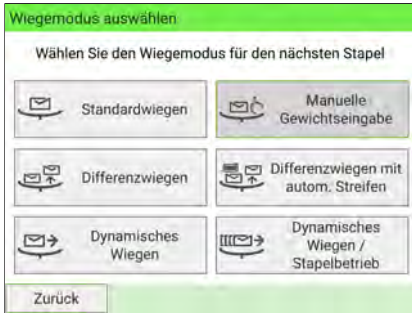 Wiegemodus auswählen
Wählen Sie den Wiegemodus für den nächsten Stapel
Standardwiegen
Manuelle
Gewichtseingabe
Differenzwiegen
Differenzwiegen mit
autom. Streifen
Dynamisches
Wiegen
Dynamisches
Wiegen /
Stapelbetrieb
Zurück